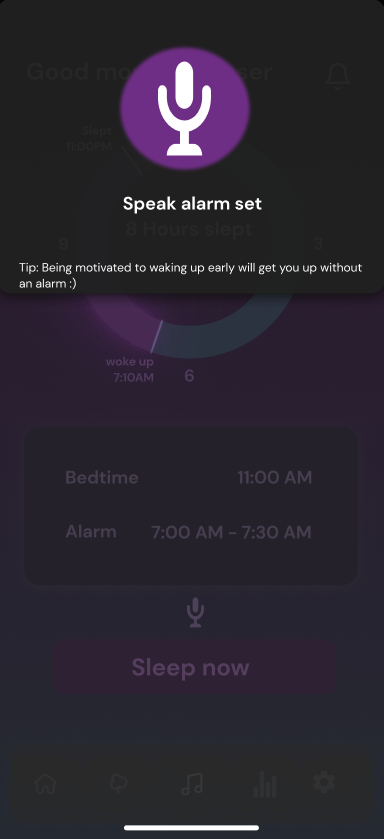 Good mo ser
Slept
11:00PM
Speak alarm set
8 Hours slept
9
3
Tip: Being motivated to waking up early will get you up without
an alarm :)
woke up
7:10AM
6
Bedtime 11:00 AM
Alarm 7:00 AM - 7:30 AM
Sleep now